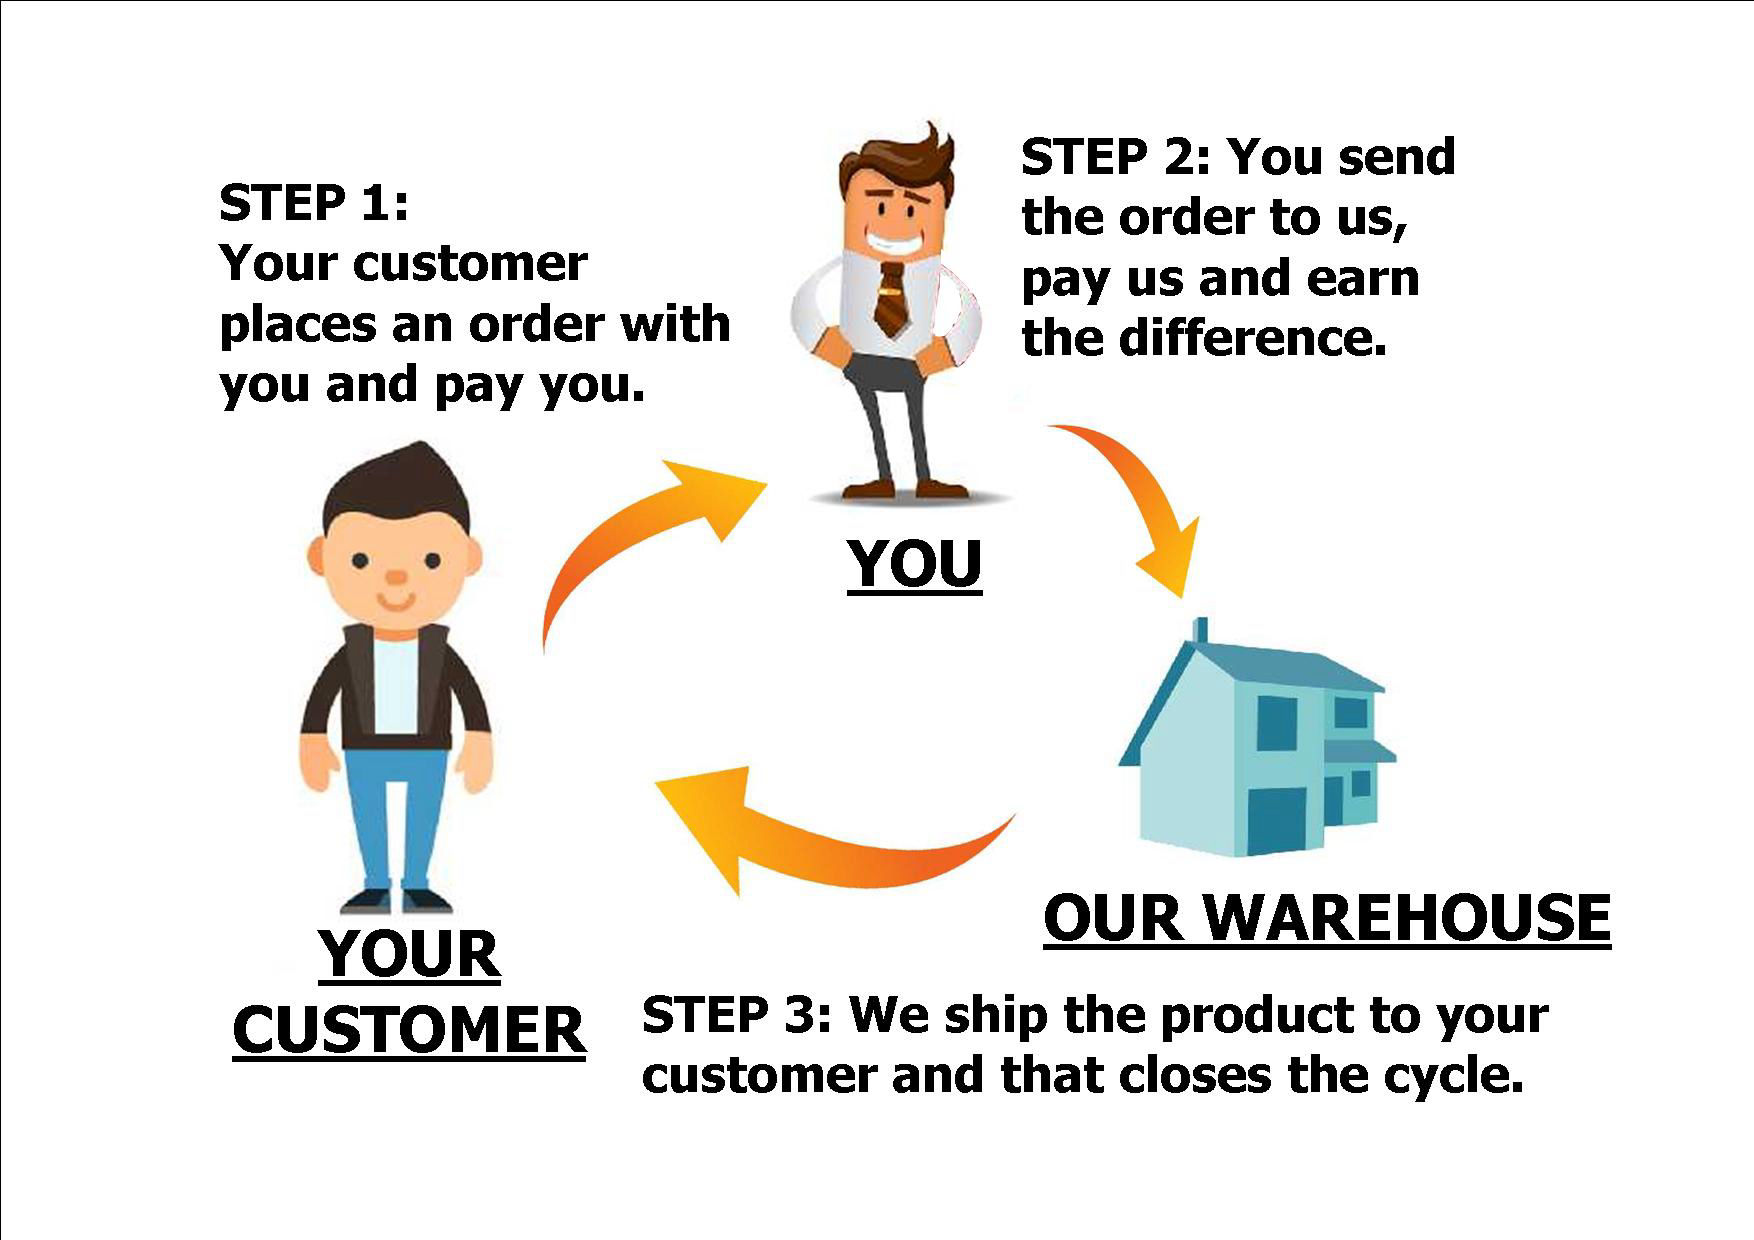 STEP 1:
Your customer
places an order with
you and pay you.
STEP 2: You send
the order to us,
pay us and earn
the difference.
YOU
OUR WAREHOUSE
YOUR
CUSTOMER
STEP 3: We ship the product to your
customer and that closes the cycle.